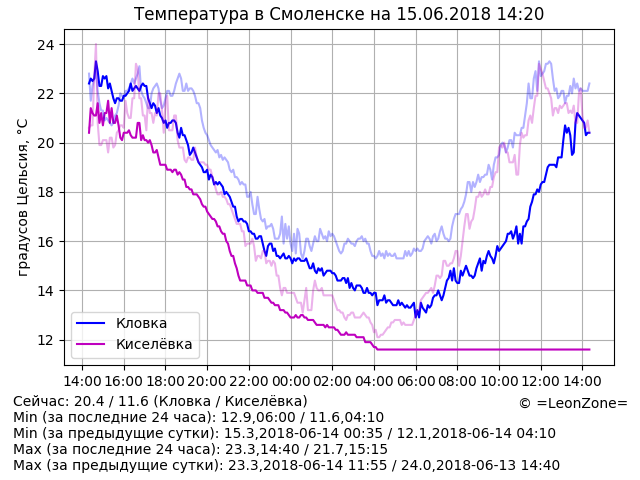 Температура в Смоленске на 15.06.2018 14:20
градусов Цельсия, °C
24
22
20
18
16
14
12
Кловка
Киселёвка
14:00 16:00 18:00 20:00 22:00 00:00 02:00 04:00 06:00 08:00 10:00 12:00 14:00
Сейчас: 20.4 / 11.6 (Кловка / Киселёвка)
© =LeonZone=
Min (за последние 24 часа): 12.9,06:00 / 11.6,04:10
Min (за предыдущие сутки): 15.3,2018-06-14 00:35 / 12.1,2018-06-14 04:10
Max (за последние 24 часа): 23.3,14:40 / 21.7,15:15
Max (за предыдущие сутки): 23.3,2018-06-14 11:55 / 24.0,2018-06-13 14:40